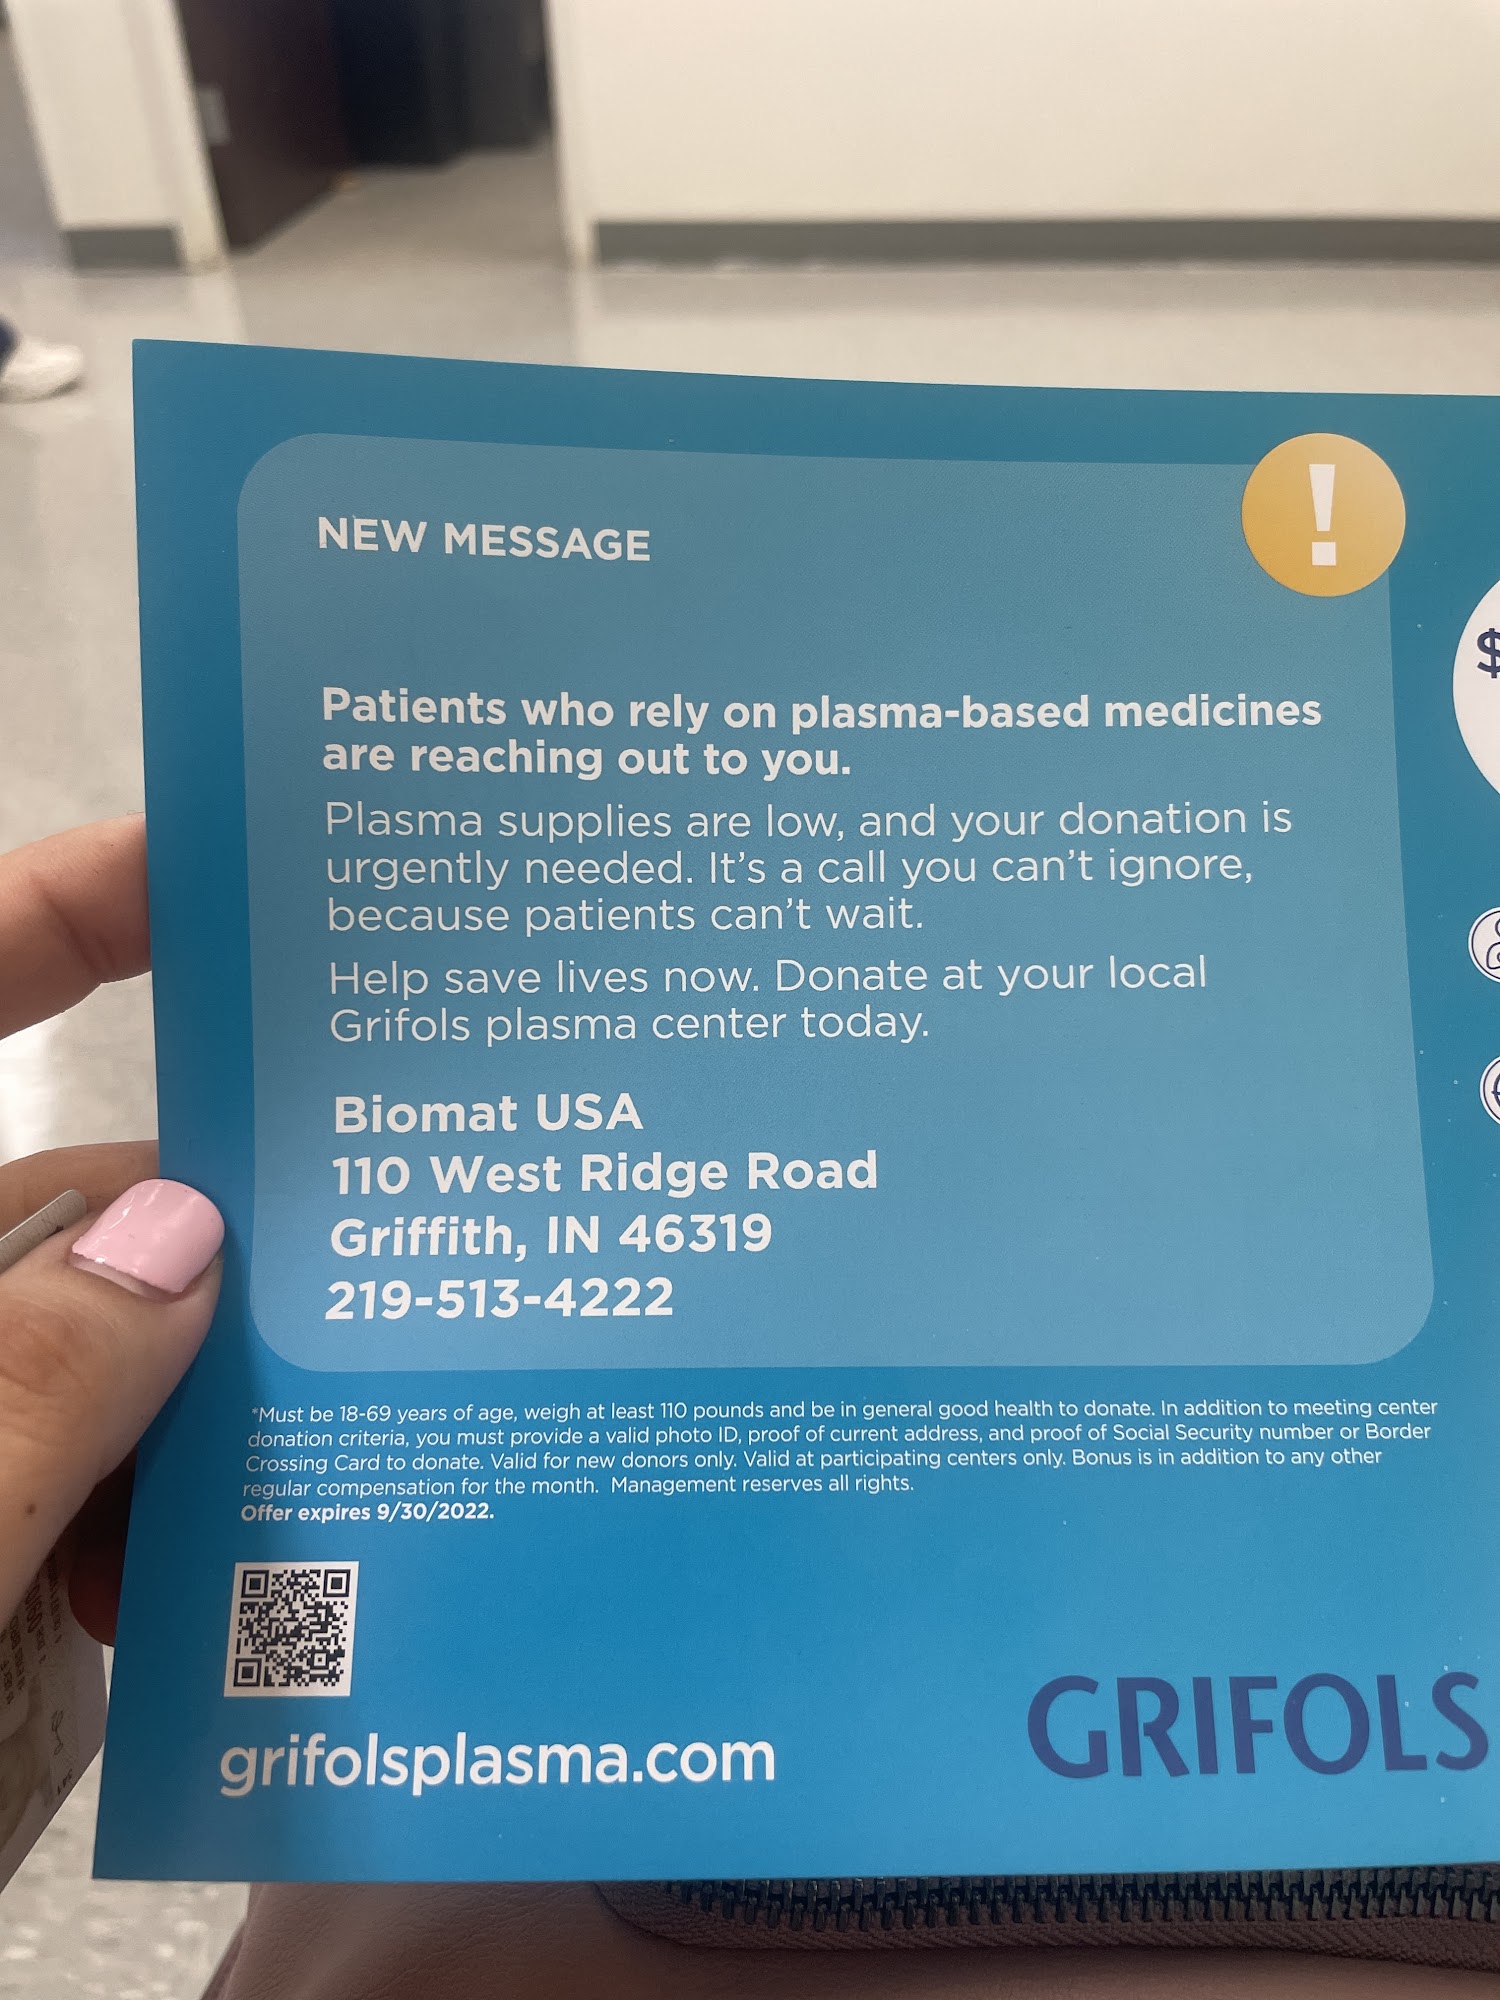 NEW MESSAGE
!
$
Patients who rely on plasma-based medicines
are reaching out to you.
Plasma supplies are low, and your donation is
urgently needed. It's a call you can't ignore,
because patients can't wait.
Help save lives now. Donate at your local
Grifols plasma center today.
Biomat USA
110 West Ridge Road
Griffith, IN 46319
219-513-4222
*Must be 18-69 years of age, weigh at least 110 pounds and be in general good health to donate. In addition to meeting center
donation criteria, you must provide a valid photo ID, proof of current address, and proof of Social Security number or Border
Crossing Card to donate. Valid for new donors only. Valid at participating centers only. Bonus is in addition to any other
regular compensation for the month.  Management reserves all rights.
Offer expires 9/30/2022.
grifolsplasma.com
GRIFOLS